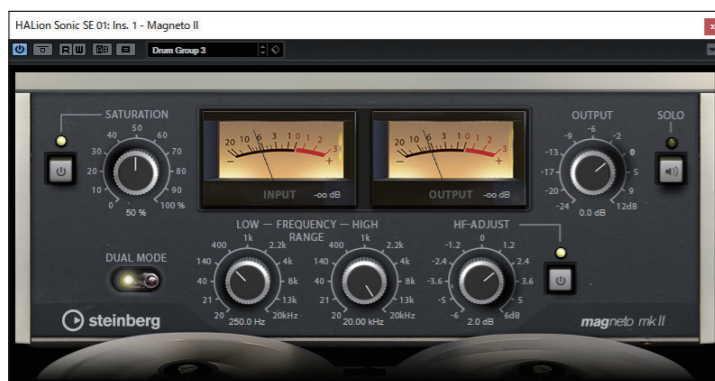 HALion Sonic SE 01: Ins. 1 - Magneto II
x
R W
Drum Group 3
SATURATION
0 10 20 30 40 50 60 70 80 90 100 %
50 %
20 10 6 3 1 0 1 2 3
- +
INPUT -oo dB
20 10 6 3 1 0 1 2 3
- +
OUTPUT -oo dB
OUTPUT
-24 -20 -17 -13 -9 -6 -2 0 5 9 12dB
0.0 dB
SOLO
DUAL MODE
LOW — FREQUENCY — HIGH
RANGE
20 21 40 140 400 1k 2.2k 4k 8k 13k 20kHz
250.0 Hz
20 21 40 140 400 1k 2.2k 4k 8k 13k 20kHz
20.00 kHz
HF-ADJUST
-6 -5 -3.6 -2.4 -1.2 0 1.2 2.4 3.6 5 6dB
2.0 dB
steinberg
magneto mkII